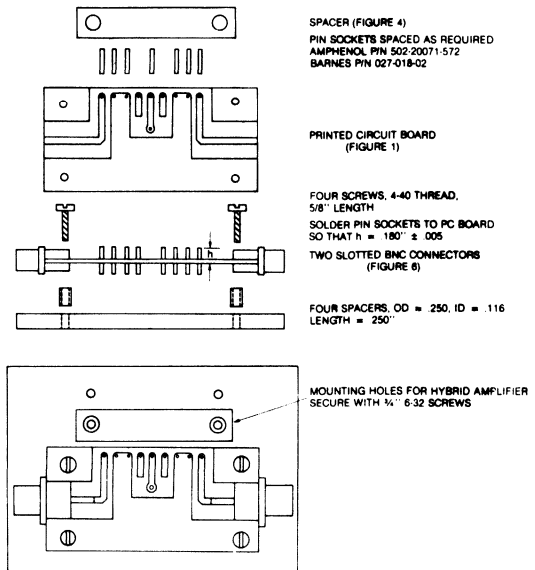 SPACER (FIGURE 4)
PIN SOCKETS SPACED AS REQUIRED
AMPHENOL P/N 502-20071-572
BARNES P/N 027-018-02
PRINTED CIRCUIT BOARD
(FIGURE 1)
FOUR SCREWS, 4-40 THREAD,
5/8" LENGTH
SOLDER PIN SOCKETS TO PC BOARD
SO THAT h = .180" ± .005
h
TWO SLOTTED BNC CONNECTORS
(FIGURE 6)
FOUR SPACERS, OD = .250, ID = .116
LENGTH = .250"
MOUNTING HOLES FOR HYBRID AMPLIFIER
SECURE WITH ¾" 6-32 SCREWS